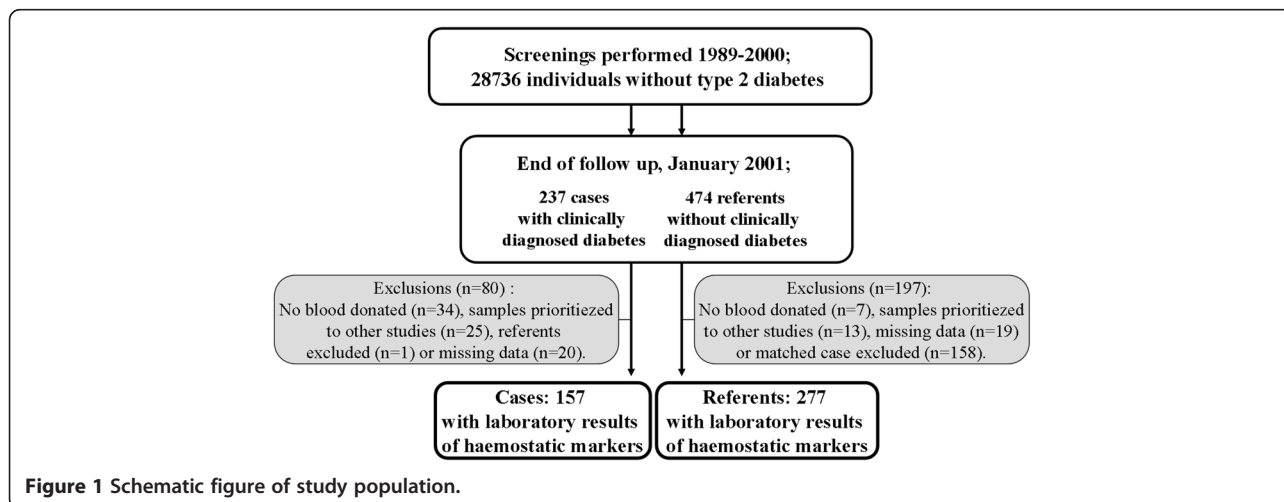 Screenings performed 1989-2000;
28736 individuals without type 2 diabetes
End of follow up, January 2001;
237 cases
with clinically
diagnosed diabetes
474 referents
without clinically
diagnosed diabetes
Exclusions (n=80) :
No blood donated (n=34), samples prioritiezed
to other studies (n=25), referents
excluded (n=1) or missing data (n=20).
Exclusions (n=197):
No blood donated (n=7), samples prioritiezed
to other studies (n=13), missing data (n=19)
or matched case excluded (n=158).
Cases: 157
with laboratory results
of haemostatic markers
Referents: 277
with laboratory results
of haemostatic markers
Figure 1 Schematic figure of study population.